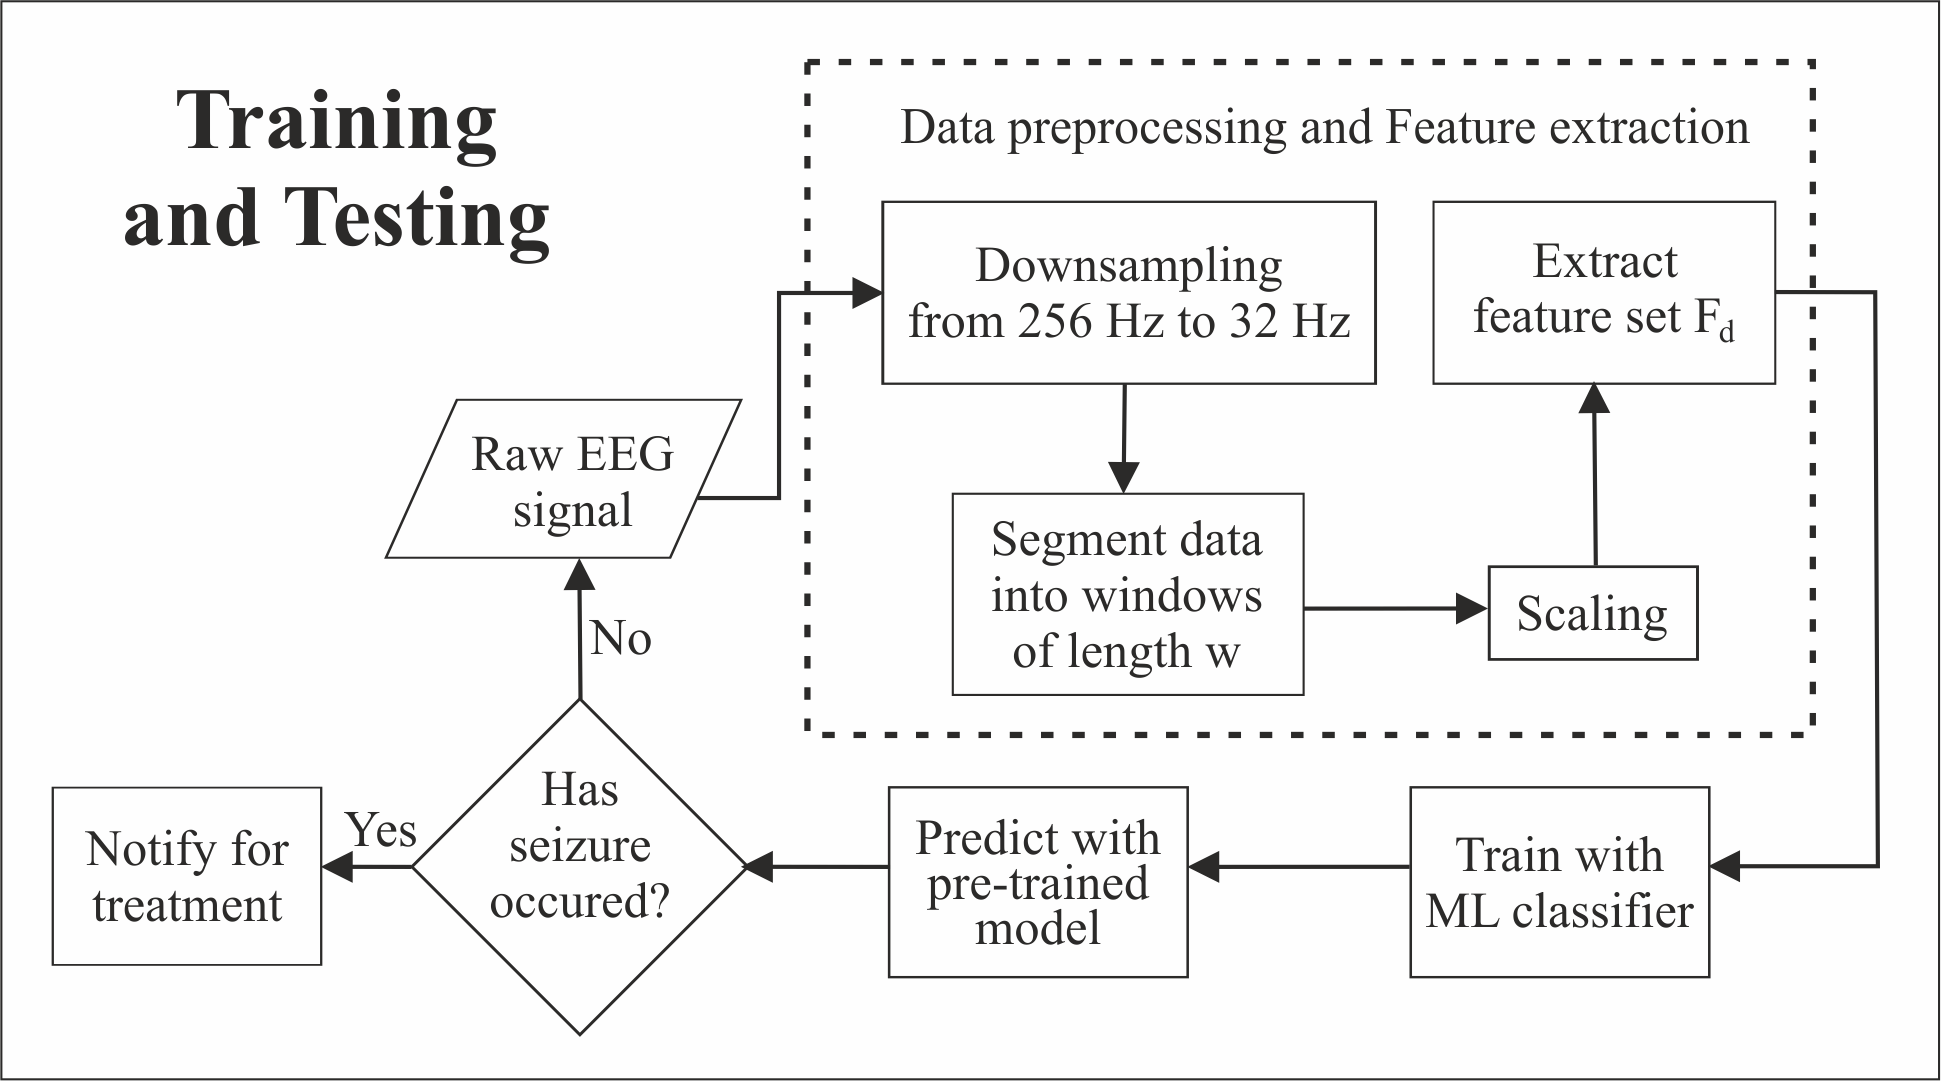 Training
and Testing
Data preprocessing and Feature extraction
Downsampling
from 256 Hz to 32 Hz
Extract
feature set Fd
Raw EEG
signal
Segment data
into windows
of length w
Scaling
No
Has
seizure
occured?
Yes
Notify for
treatment
Predict with
pre-trained
model
Train with
ML classifier